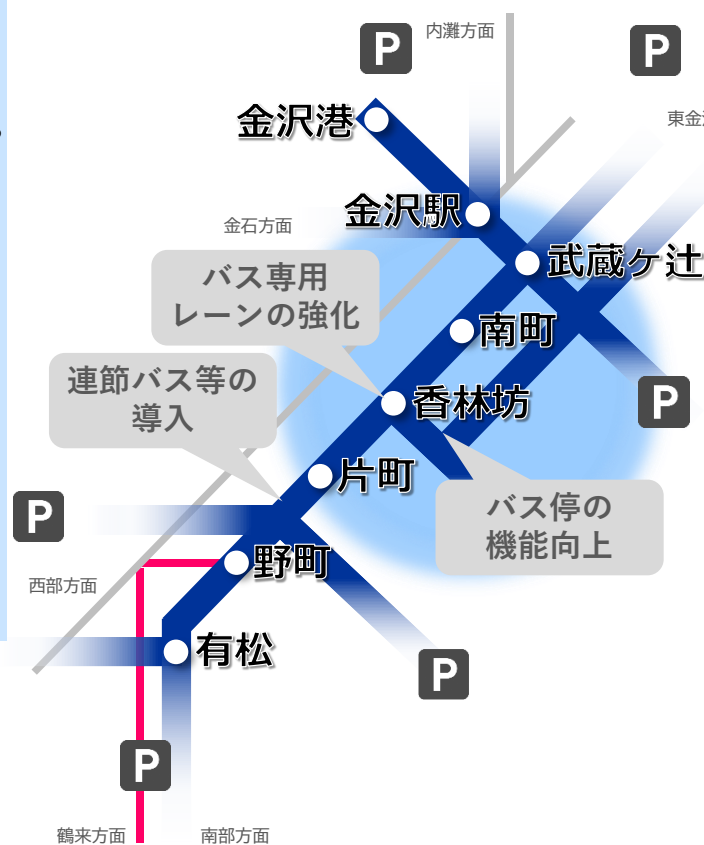 P
内灘方面
P
金沢港
東金
金沢駅
金石方面
武蔵ヶ辻
バス専用
レーンの強化
南町
連節バス等の
導入
香林坊
P
片町
バス停の
機能向上
P
野町
西部方面
有松
P
P
鶴来方面
南部方面